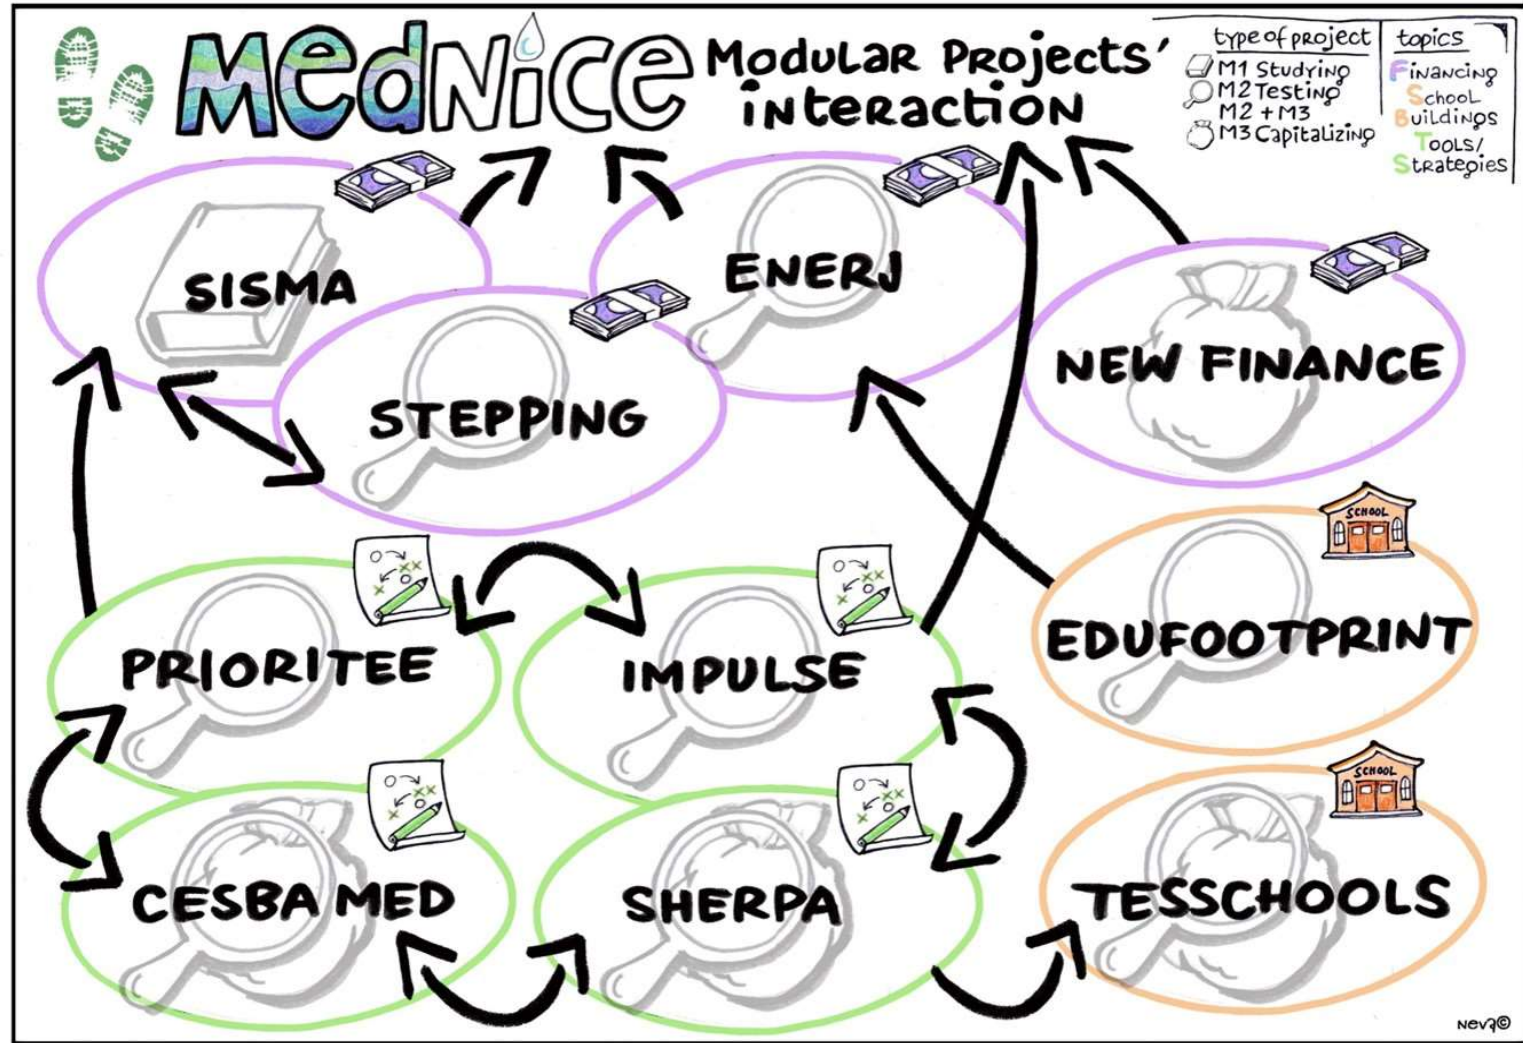 MEDNICE
MODULAR PROJECTS'
INTERACTION
type of project
M1 Studying
M2 Testing
M2 + M3
M3 Capitalizing
topics
Financing
School
Buildings
Tools/
Strategies
SISMA
ENERJ
STEPPING
NEW FINANCE
SCHOOL
EDUFOOTPRINT
PRIORITEE
IMPULSE
SCHOOL
CESBA MED
SHERPA
TESSCHOOLS
Neva©